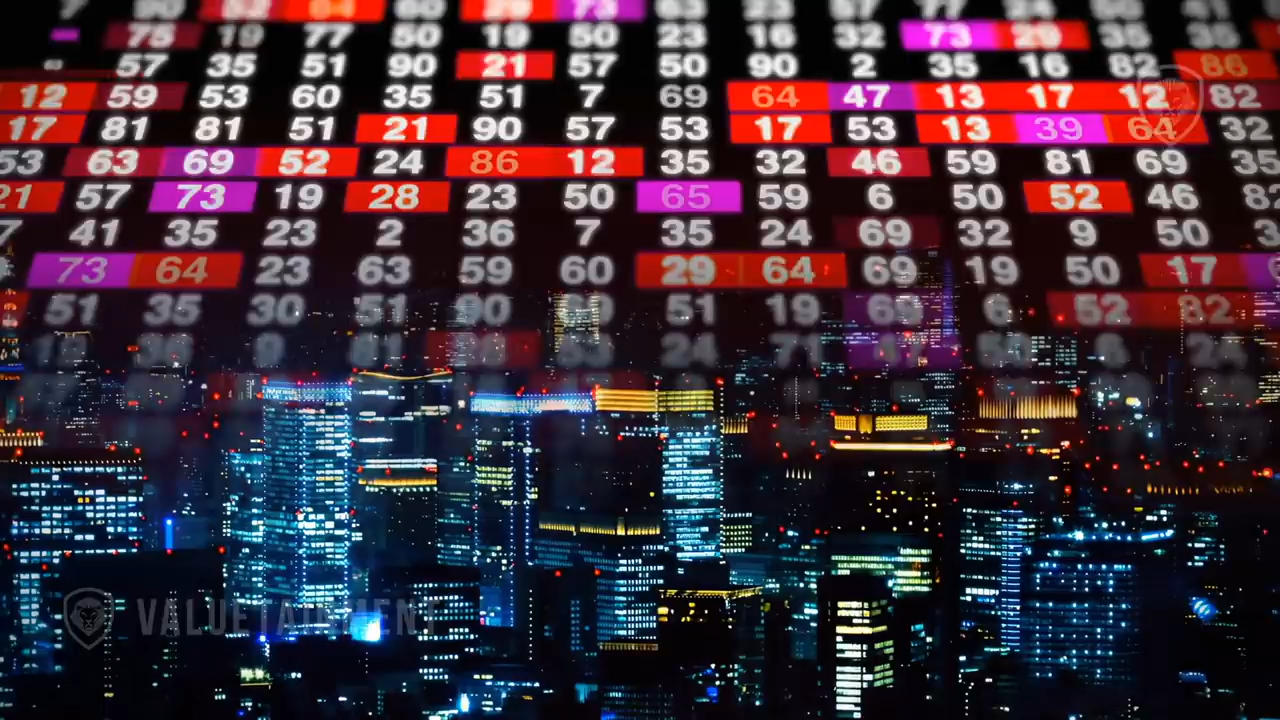 75 19 77 50 19 50 23 16 32 73 29 35 35
57 35 51 90 21 57 50 90 2 35 16 82 86
12 59 53 60 35 51 7 69 64 47 13 17 12 82
17 81 81 51 21 90 57 53 17 53 13 39 64 32
53 63 69 52 24 86 12 35 32 46 59 81 69 35
21 57 73 19 28 23 50 65 59 6 50 52 46 82
7 41 35 23 2 36 7 35 24 69 32 9 50
73 64 23 63 59 60 29 64 69 19 50 17
51 35 30 51 90 69 51 19 69 6 52 82
VALUETAINMENT